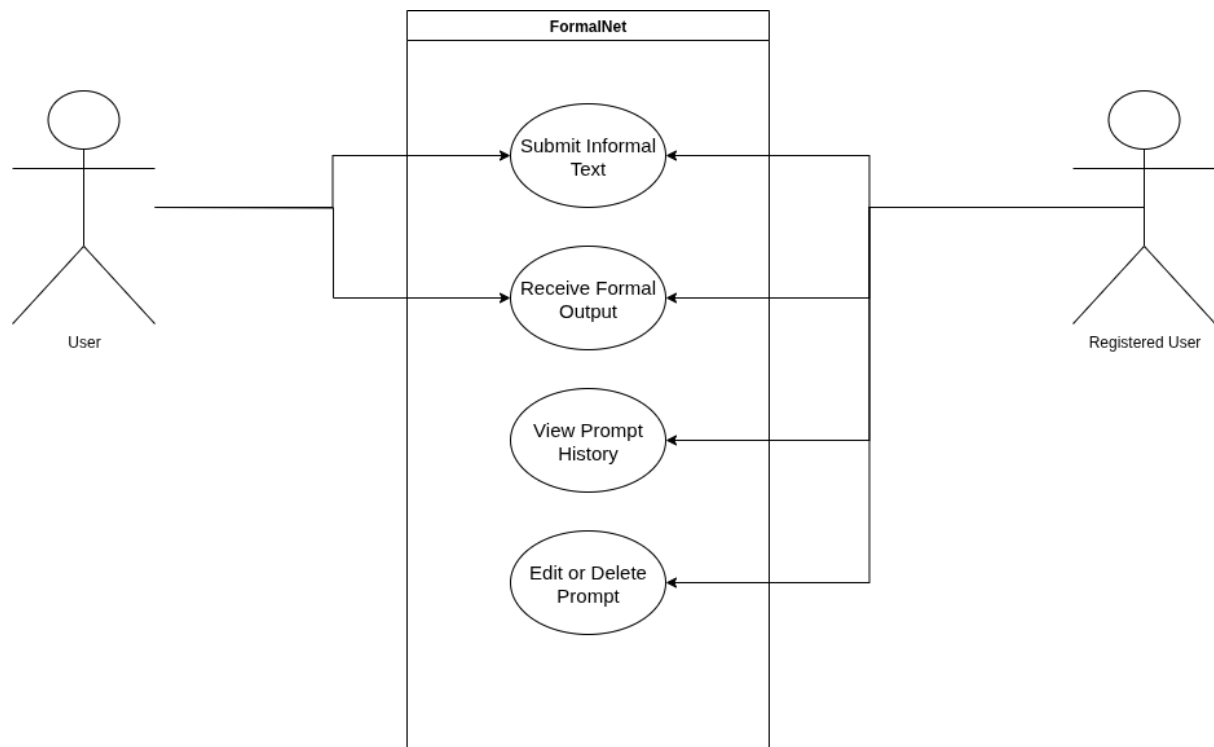 FormalNet
Submit Informal
Text
Receive Formal
Output
User
Registered User
View Prompt
History
Edit or Delete
Prompt